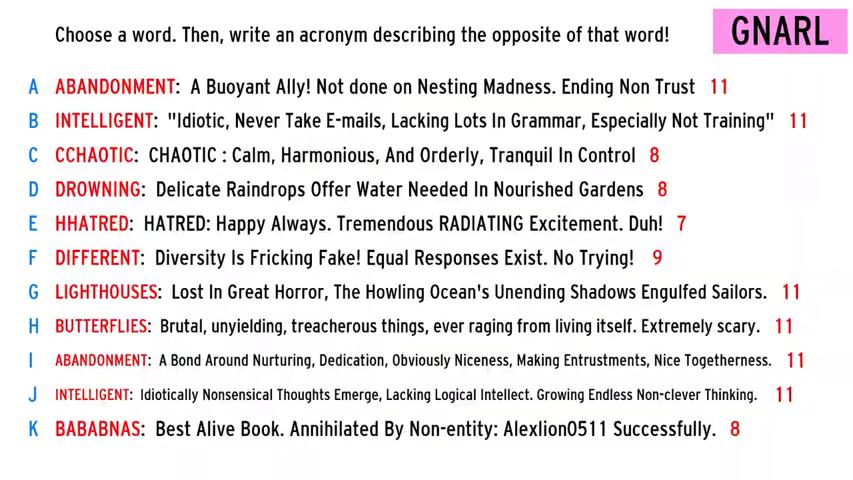 Choose a word. Then, write an acronym describing the opposite of that word!
GNARL
A ABANDONMENT: A Buoyant Ally! Not done on Nesting Madness. Ending Non Trust 11
B INTELLIGENT: "Idiotic, Never Take E-mails, Lacking Lots In Grammar, Especially Not Training" 11
C CCHAOTIC: CHAOTIC : Calm, Harmonious, And Orderly, Tranquil In Control 8
D DROWNING: Delicate Raindrops Offer Water Needed In Nourished Gardens 8
E HHATRED: HATRED: Happy Always. Tremendous RADIATING Excitement. Duh! 7
F DIFFERENT: Diversity Is Fricking Fake! Equal Responses Exist. No Trying! 9
G LIGHTHOUSES: Lost In Great Horror, The Howling Ocean's Unending Shadows Engulfed Sailors. 11
H BUTTERFLIES: Brutal, unyielding, treacherous things, ever raging from living itself. Extremely scary. 11
I ABANDONMENT: A Bond Around Nurturing, Dedication, Obviously Niceness, Making Entrustments, Nice Togetherness. 11
J INTELLIGENT: Idiotically Nonsensical Thoughts Emerge, Lacking Logical Intellect. Growing Endless Non-clever Thinking. 11
K BABABNAS: Best Alive Book. Annihilated By Non-entity: Alexlion0511 Successfully. 8